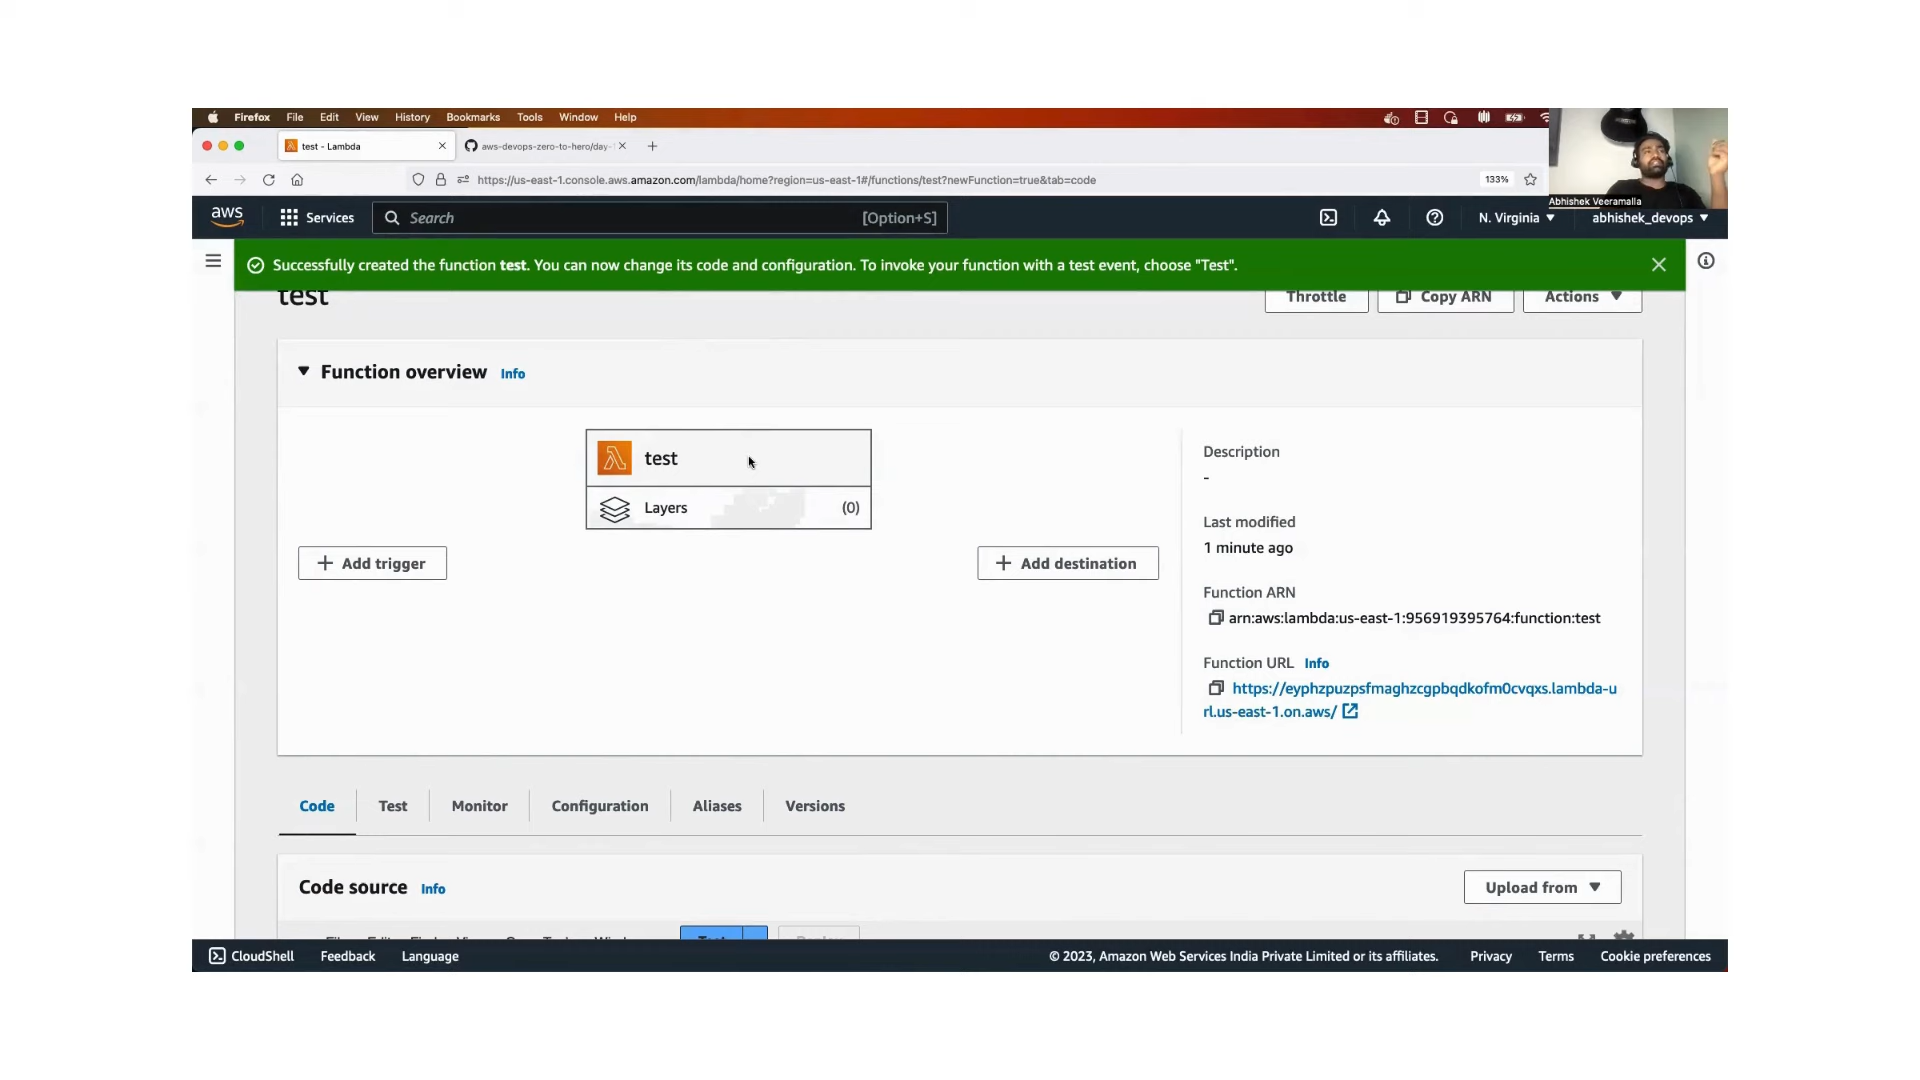 Firefox File Edit View History Bookmarks Tools Window Help
test - Lambda
aws-devops-zero-to-hero/day-
https://us-east-1.console.aws.amazon.com/lambda/home?region=us-east-1#/functions/test?newFunction=true&tab=code
133%
Abhishek Veeramalla
aws
Services
Search
[Option+S]
N. Virginia
abhishek_devops
Successfully created the function test. You can now change its code and configuration. To invoke your function with a test event, choose "Test".
test
Throttle
Copy ARN
Actions
Function overview Info
test
Layers
(0)
Add trigger
Add destination
Description
-
Last modified
1 minute ago
Function ARN
arn:aws:lambda:us-east-1:956919395764:function:test
Function URL Info
https://eyphzpuzpsfmaghzcgpbqdkofm0cvqxs.lambda-u
rl.us-east-1.on.aws/
Code
Test
Monitor
Configuration
Aliases
Versions
Code source Info
Upload from
CloudShell
Feedback
Language
© 2023, Amazon Web Services India Private Limited or its affiliates.
Privacy
Terms
Cookie preferences